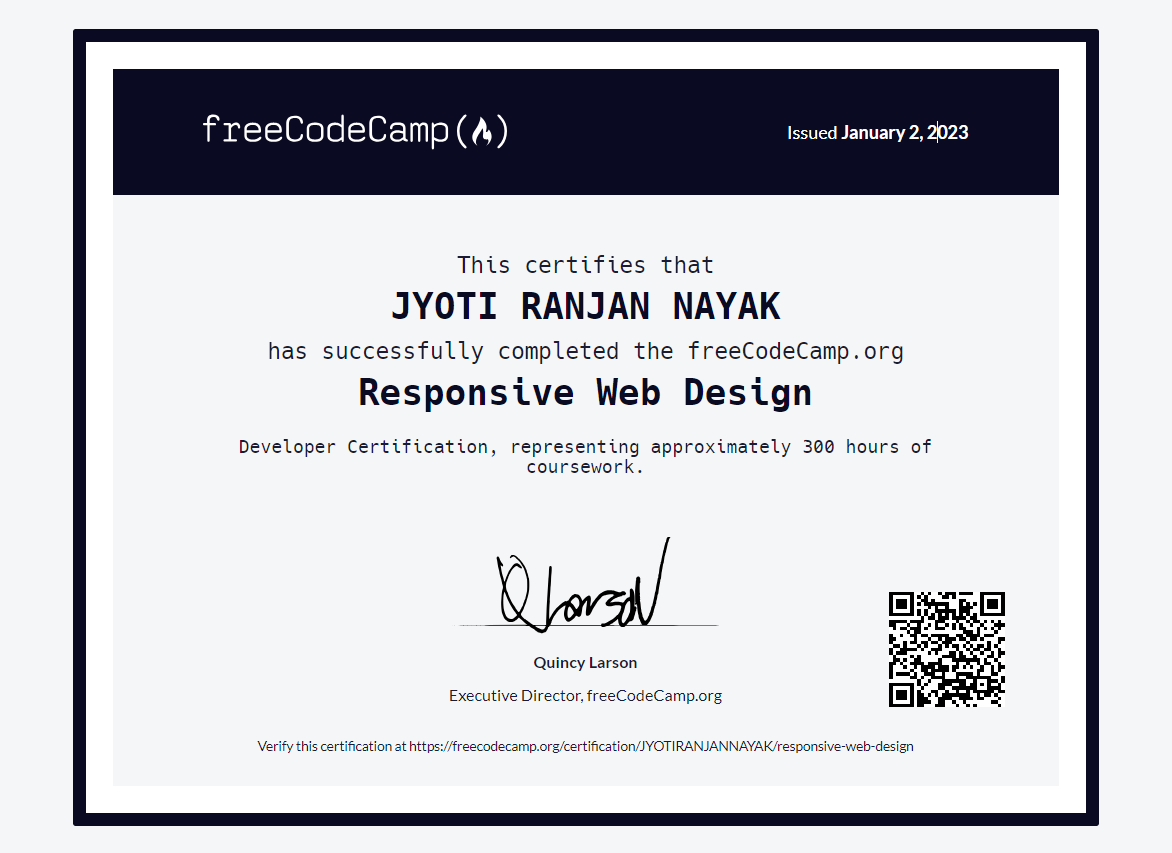 freeCodeCamp(🔥)
Issued January 2, 2023
This certifies that
JYOTI RANJAN NAYAK
has successfully completed the freeCodeCamp.org
Responsive Web Design
Developer Certification, representing approximately 300 hours of
coursework.
Q Larson
Quincy Larson
Executive Director, freeCodeCamp.org
Verify this certification at https://freecodecamp.org/certification/JYOTIRANJANNAYAK/responsive-web-design